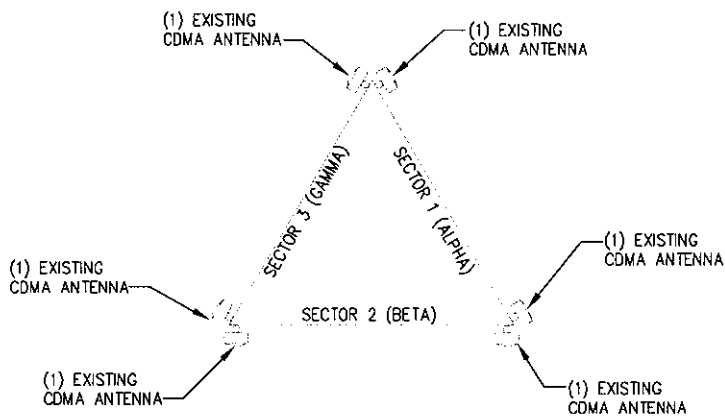 (1) EXISTING
CDMA ANTENNA
(1) EXISTING
CDMA ANTENNA
SECTOR 3 (GAMMA)
SECTOR 1 (ALPHA)
(1) EXISTING
CDMA ANTENNA
(1) EXISTING
CDMA ANTENNA
SECTOR 2 (BETA)
(1) EXISTING
CDMA ANTENNA
(1) EXISTING
CDMA ANTENNA